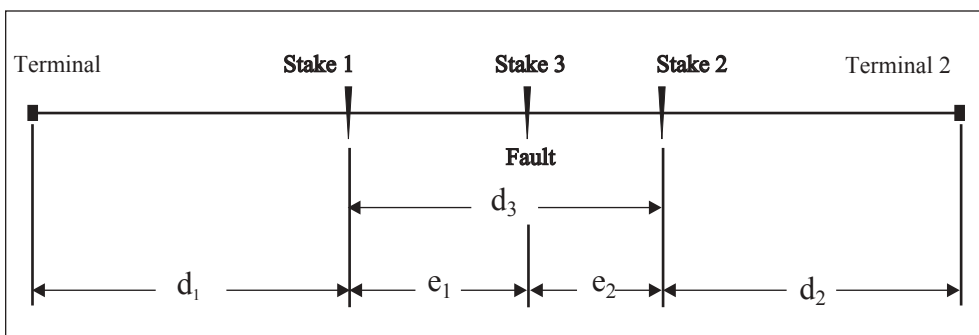 Terminal Stake 1 Stake 3 Stake 2 Terminal 2
Fault
d₃
d₁ e₁ e₂ d₂